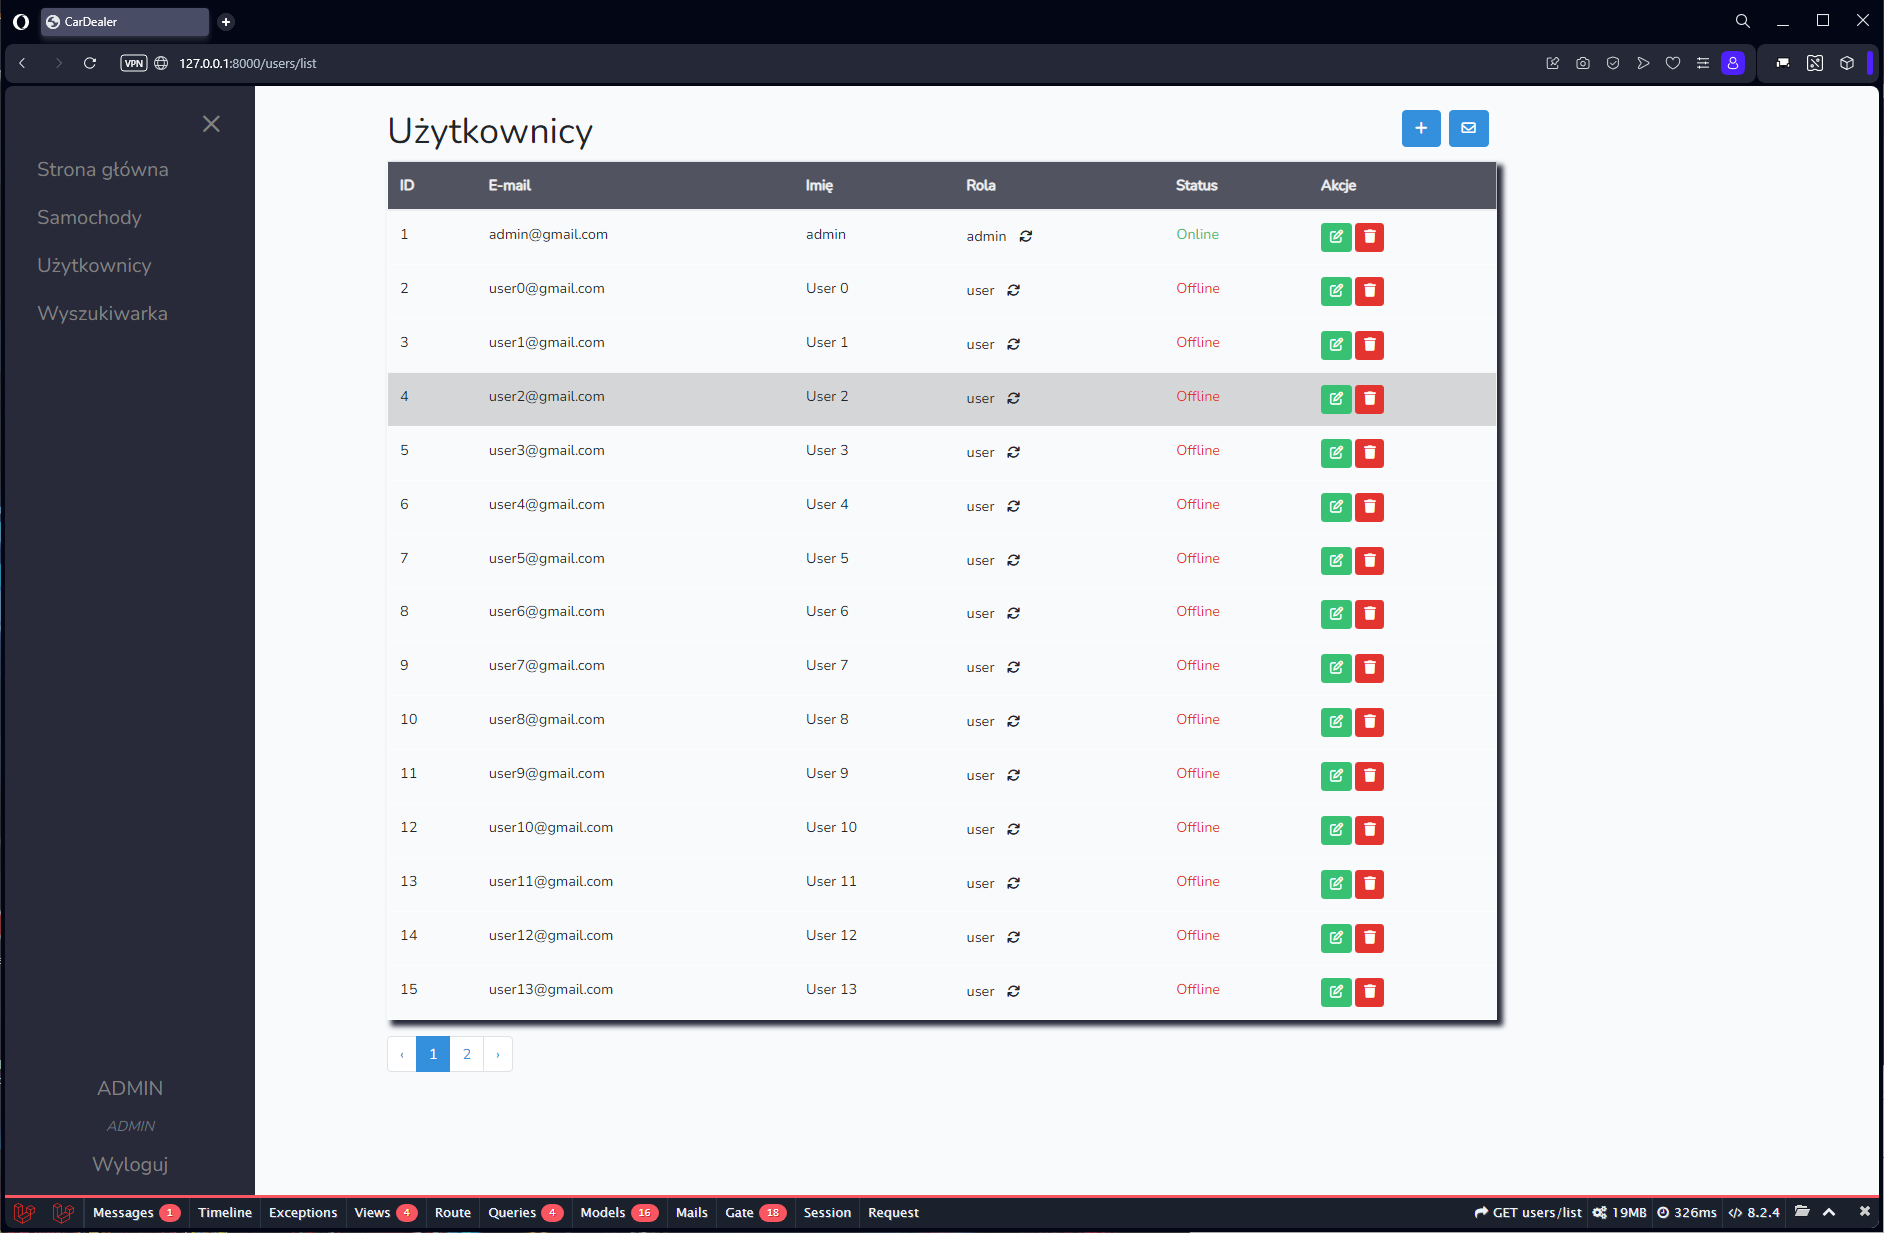 CarDealer
VPN 127.0.0.1:8000/users/list
Strona główna
Samochody
Użytkownicy
Wyszukiwarka
ADMIN
ADMIN
Wyloguj
Użytkownicy
ID E-mail Imię Rola Status Akcje
1 admin@gmail.com admin admin Online
2 user0@gmail.com User 0 user Offline
3 user1@gmail.com User 1 user Offline
4 user2@gmail.com User 2 user Offline
5 user3@gmail.com User 3 user Offline
6 user4@gmail.com User 4 user Offline
7 user5@gmail.com User 5 user Offline
8 user6@gmail.com User 6 user Offline
9 user7@gmail.com User 7 user Offline
10 user8@gmail.com User 8 user Offline
11 user9@gmail.com User 9 user Offline
12 user10@gmail.com User 10 user Offline
13 user11@gmail.com User 11 user Offline
14 user12@gmail.com User 12 user Offline
15 user13@gmail.com User 13 user Offline
‹ 1 2 ›
Messages 1 Timeline Exceptions Views 4 Route Queries 4 Models 16 Mails Gate 18 Session Request GET users/list 19MB 326ms 8.2.4